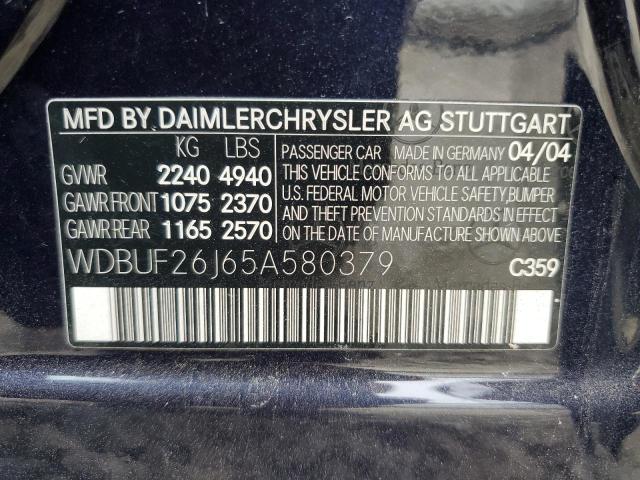 MFD BY DAIMLERCHRYSLER AG STUTTGART
KG LBS
GVWR 2240 4940
GAWR FRONT 1075 2370
GAWR REAR 1165 2570
PASSENGER CAR MADE IN GERMANY 04/04
THIS VEHICLE CONFORMS TO ALL APPLICABLE
U.S. FEDERAL MOTOR VEHICLE SAFETY, BUMPER
AND THEFT PREVENTION STANDARDS IN EFFECT
ON THE DATE OF MANUFACTURE SHOWN ABOVE.
WDBUF26J65A580379
C359